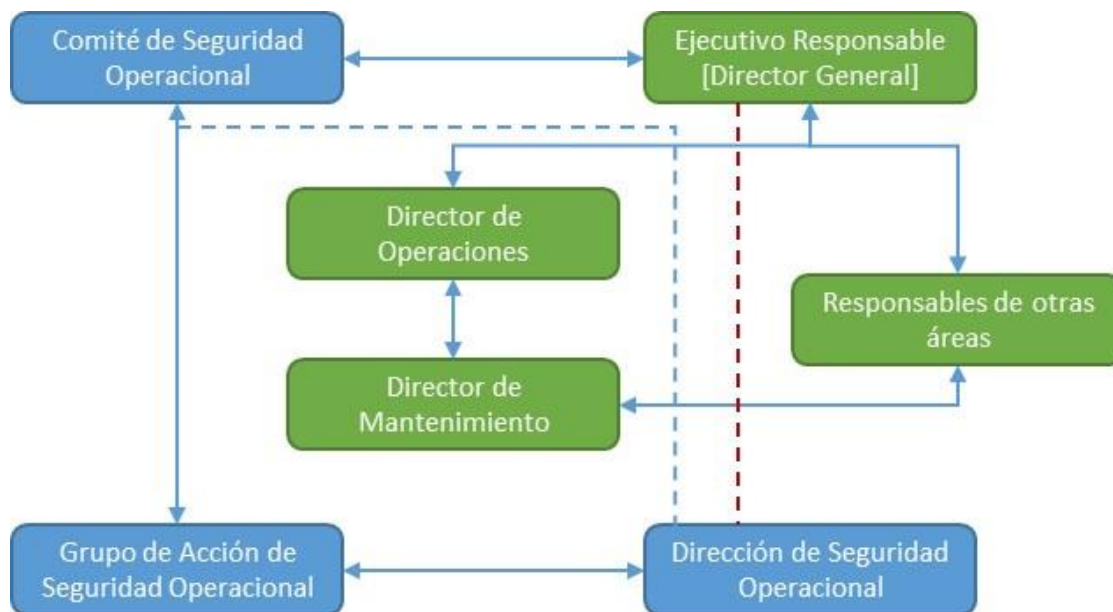 Comité de Seguridad
Operacional
Ejecutivo Responsable
[Director General]
Director de
Operaciones
Responsables de otras
áreas
Director de
Mantenimiento
Grupo de Acción de
Seguridad Operacional
Dirección de Seguridad
Operacional